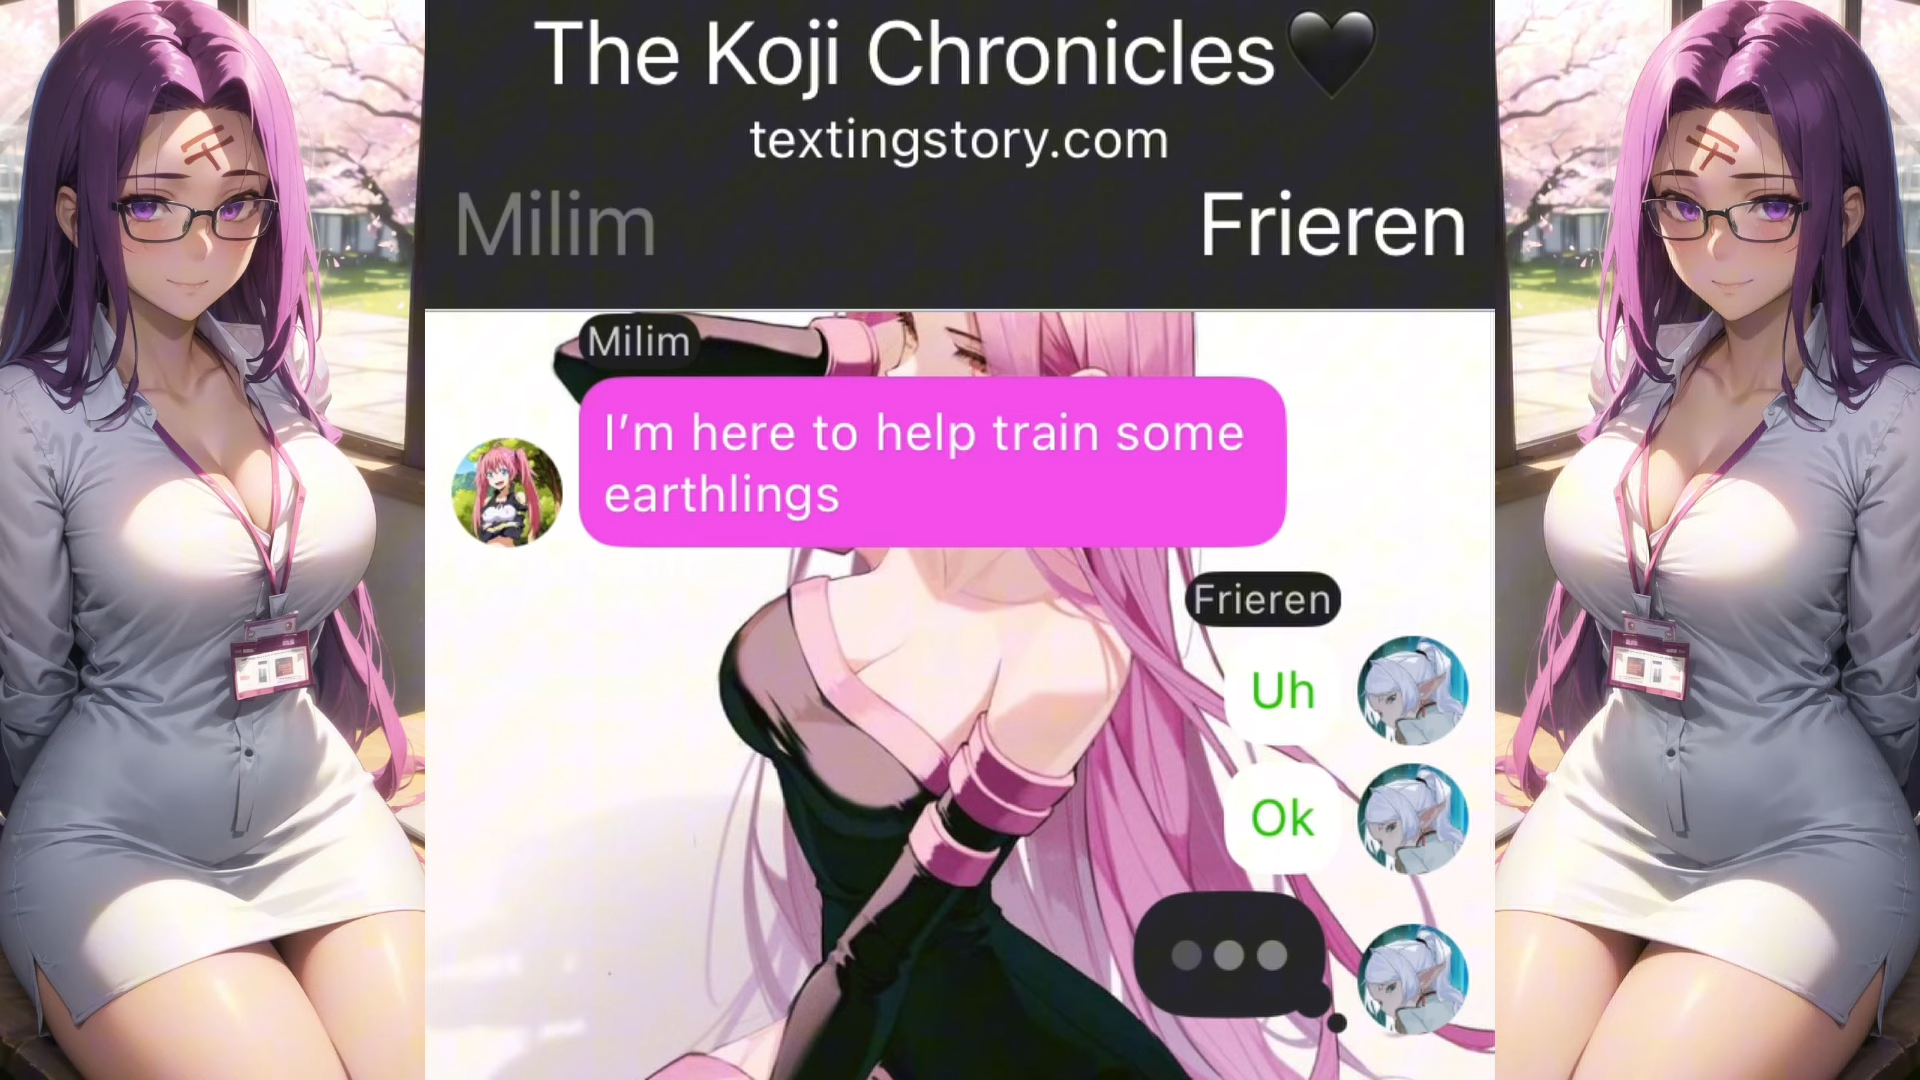 The Koji Chronicles🖤
textingstory.com
Milim
Frieren
Milim
I’m here to help train some
earthlings
Frieren
Uh
Ok